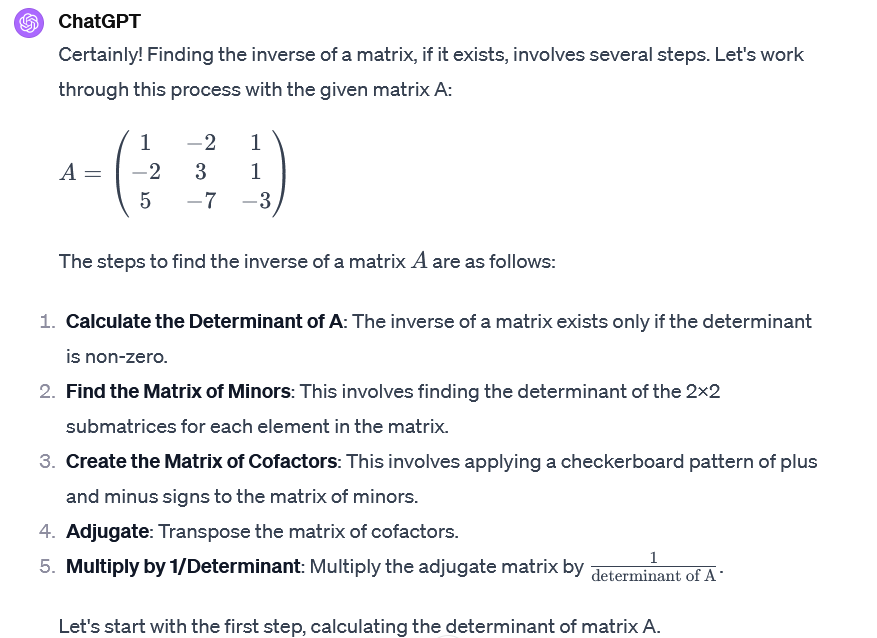 ChatGPT
Certainly! Finding the inverse of a matrix, if it exists, involves several steps. Let's work
through this process with the given matrix A:
1 −2 1
A = −2 3 1
5 −7 −3
The steps to find the inverse of a matrix A are as follows:
1. Calculate the Determinant of A: The inverse of a matrix exists only if the determinant
is non-zero.
2. Find the Matrix of Minors: This involves finding the determinant of the 2×2
submatrices for each element in the matrix.
3. Create the Matrix of Cofactors: This involves applying a checkerboard pattern of plus
and minus signs to the matrix of minors.
4. Adjugate: Transpose the matrix of cofactors.
5. Multiply by 1/Determinant: Multiply the adjugate matrix by 1/determinant of A.
Let's start with the first step, calculating the determinant of matrix A.